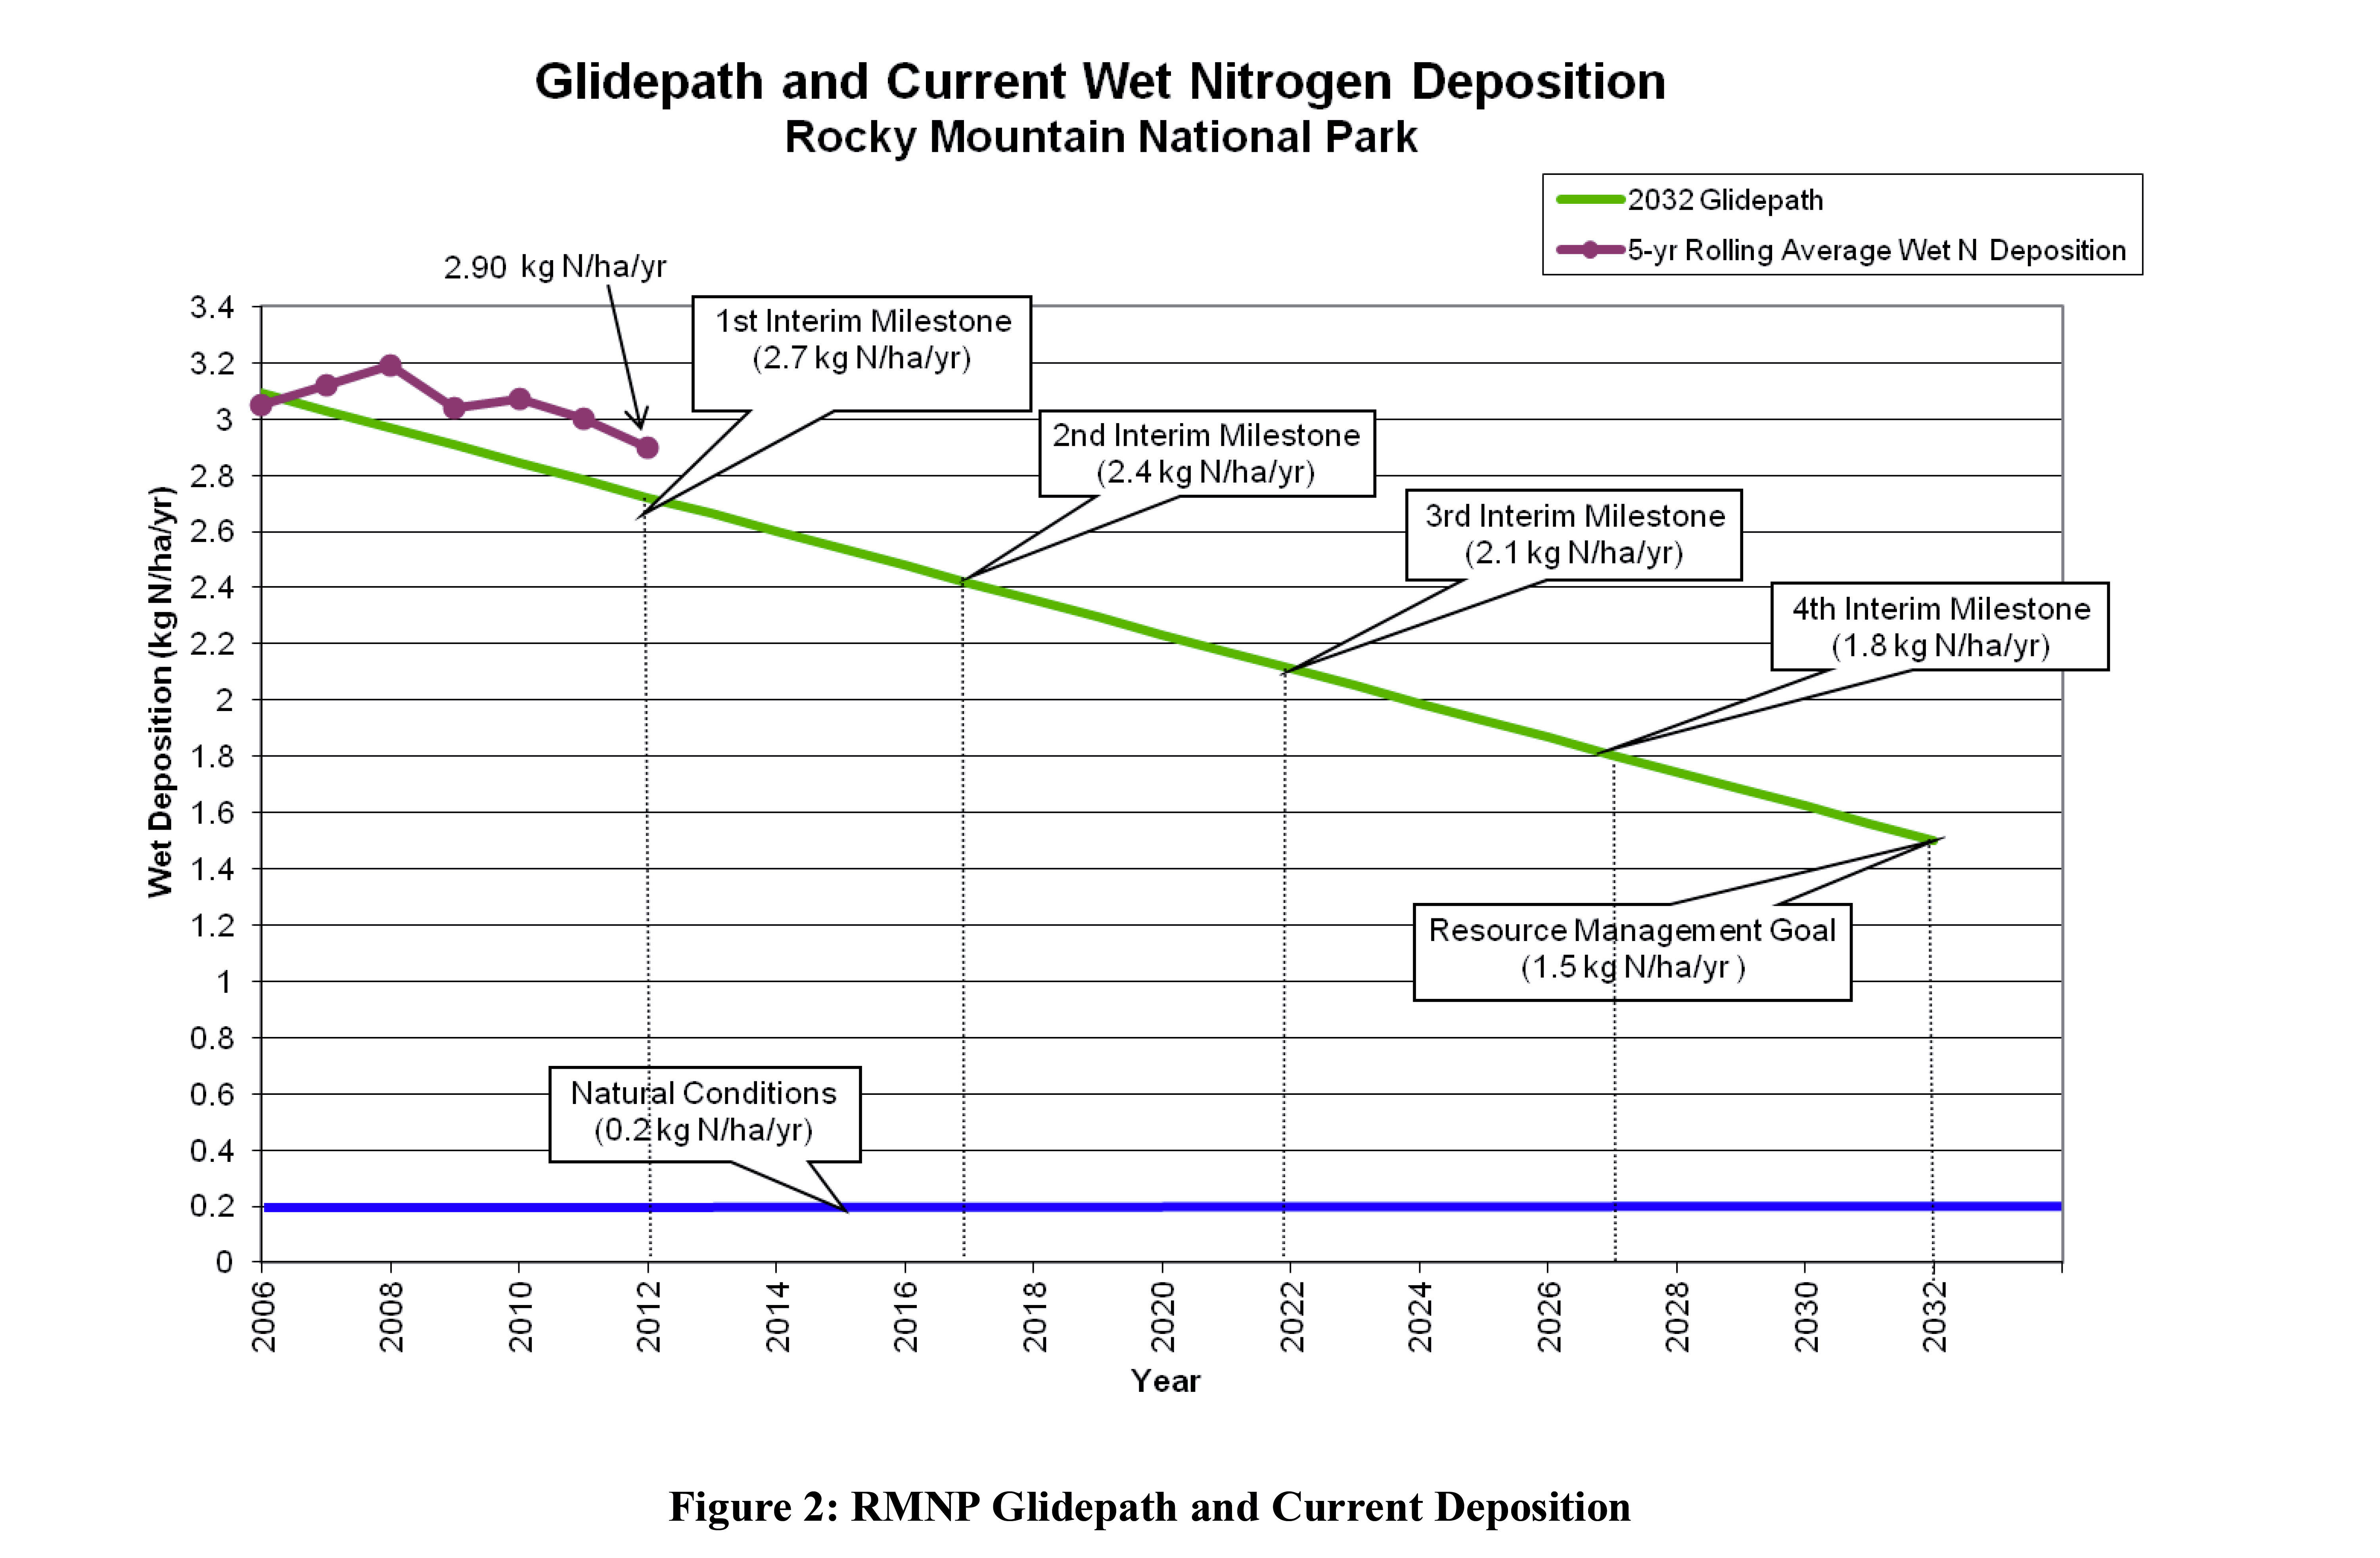 Glidepath and Current Wet Nitrogen Deposition
Rocky Mountain National Park
2032 Glidepath
5-yr Rolling Average Wet N Deposition
2.90 kg N/ha/yr
1st Interim Milestone
(2.7 kg N/ha/yr)
2nd Interim Milestone
(2.4 kg N/ha/yr)
3rd Interim Milestone
(2.1 kg N/ha/yr)
4th Interim Milestone
(1.8 kg N/ha/yr)
Resource Management Goal
(1.5 kg N/ha/yr )
Natural Conditions
(0.2 kg N/ha/yr)
Wet Deposition (kg N/ha/yr)
3.4
3.2
3
2.8
2.6
2.4
2.2
2
1.8
1.6
1.4
1.2
1
0.8
0.6
0.4
0.2
0
2006
2008
2010
2012
2014
2016
2018
2020
2022
2024
2026
2028
2030
2032
Year
Figure 2: RMNP Glidepath and Current Deposition